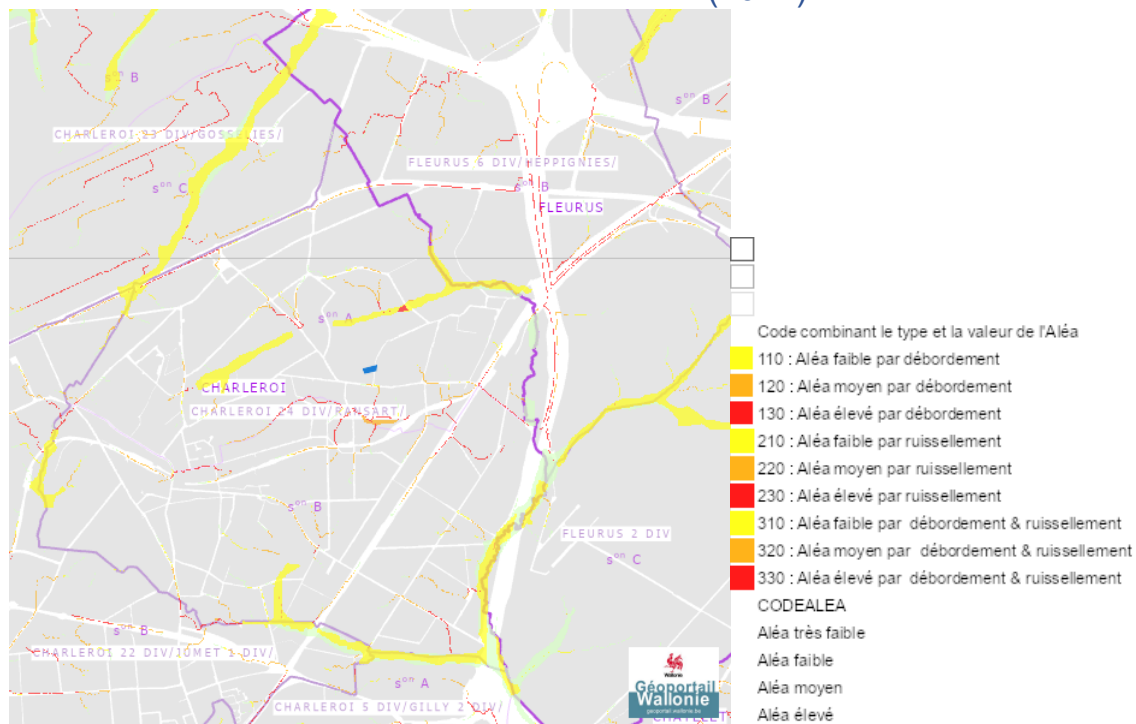 sᵒⁿ B
sᵒⁿ B
CHARLEROI 23 DIV/GOSSELIES/
FLEURUS 6 DIV/HEPPIGNIES/
sᵒⁿ C
sᵒⁿ B
FLEURUS
sᵒⁿ A
CHARLEROI
CHARLEROI 24 DIV/RANSART/
sᵒⁿ B
FLEURUS 2 DIV
sᵒⁿ C
sᵒⁿ B
CHARLEROI 22 DIV/JUMET 1 DIV/
sᵒⁿ A
CHARLEROI 5 DIV/GILLY 2 DIV/
Wallonie
Géoportail
Wallonie
geoportail.wallonie.be
Code combinant le type et la valeur de l'Aléa
110 : Aléa faible par débordement
120 : Aléa moyen par débordement
130 : Aléa élevé par débordement
210 : Aléa faible par ruissellement
220 : Aléa moyen par ruissellement
230 : Aléa élevé par ruissellement
310 : Aléa faible par débordement & ruissellement
320 : Aléa moyen par débordement & ruissellement
330 : Aléa élevé par débordement & ruissellement
CODEALEA
Aléa très faible
Aléa faible
Aléa moyen
Aléa élevé